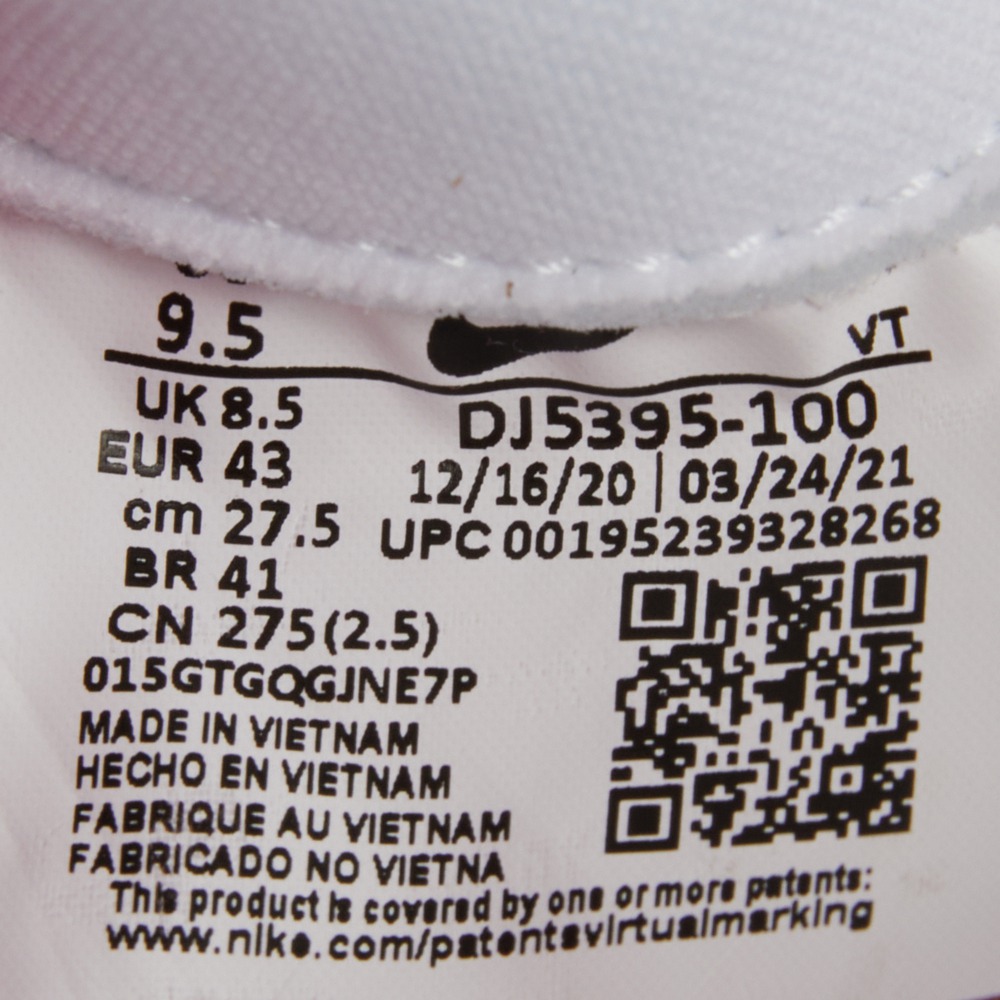 9.5
VT
UK 8.5
DJ5395-100
EUR 43
12/16/20 | 03/24/21
cm 27.5
UPC 00195239328268
BR 41
CN 275(2.5)
015GTGQGJNE7P
MADE IN VIETNAM
HECHO EN VIETNAM
FABRIQUE AU VIETNAM
FABRICADO NO VIETNA
This product is covered by one or more patents:
www.nike.com/patentsvirtualmarking